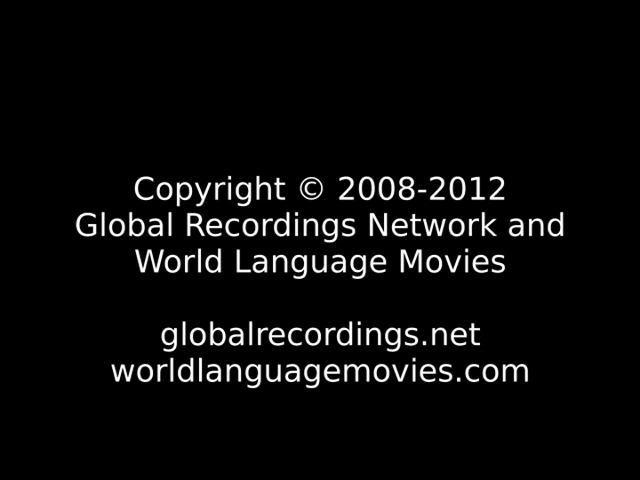 Copyright © 2008-2012
Global Recordings Network and
World Language Movies
globalrecordings.net
worldlanguagemovies.com